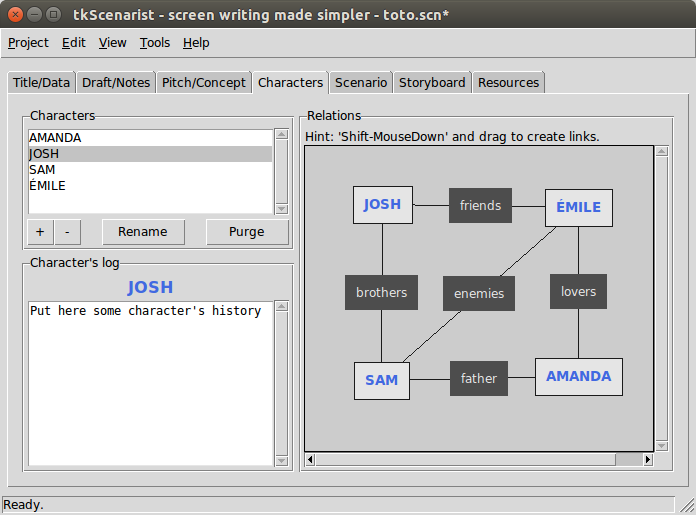 tkScenarist - screen writing made simpler - toto.scn*
Project Edit View Tools Help
Title/Data Draft/Notes Pitch/Concept Characters Scenario Storyboard Resources
Characters
AMANDA
JOSH
SAM
ÉMILE
+ - Rename Purge
Character's log
JOSH
Put here some character's history
Relations
Hint: 'Shift-MouseDown' and drag to create links.
JOSH friends ÉMILE
brothers enemies lovers
SAM father AMANDA
Ready.